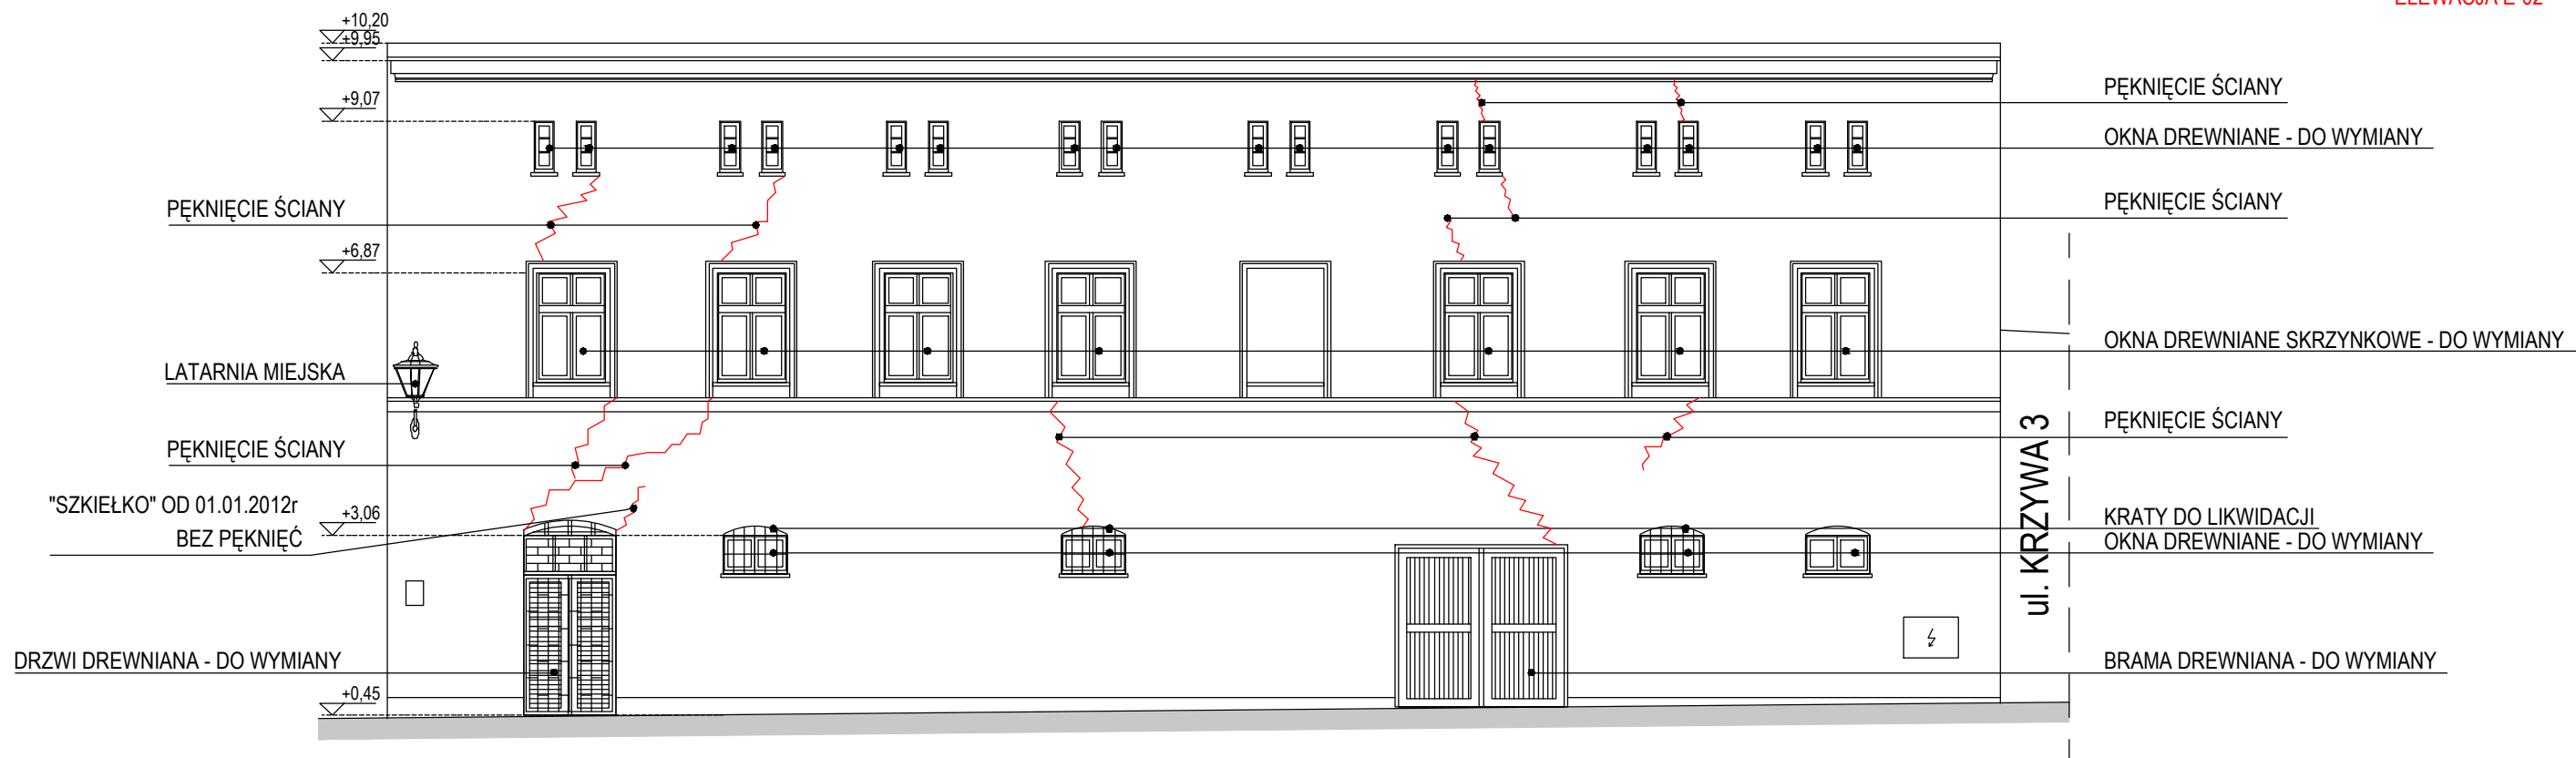 ELEWACJA E-02
+10,20
+9,95
+9,07
PĘKNIĘCIE ŚCIANY
OKNA DREWNIANE - DO WYMIANY
PĘKNIĘCIE ŚCIANY
PĘKNIĘCIE ŚCIANY
+6,87
OKNA DREWNIANE SKRZYNKOWE - DO WYMIANY
LATARNIA MIEJSKA
PĘKNIĘCIE ŚCIANY
PĘKNIĘCIE ŚCIANY
"SZKIEŁKO" OD 01.01.2012r
BEZ PĘKNIĘĆ
+3,06
KRATY DO LIKWIDACJI
OKNA DREWNIANE - DO WYMIANY
ul. KRZYWA 3
DRZWI DREWNIANA - DO WYMIANY
BRAMA DREWNIANA - DO WYMIANY
+0,45